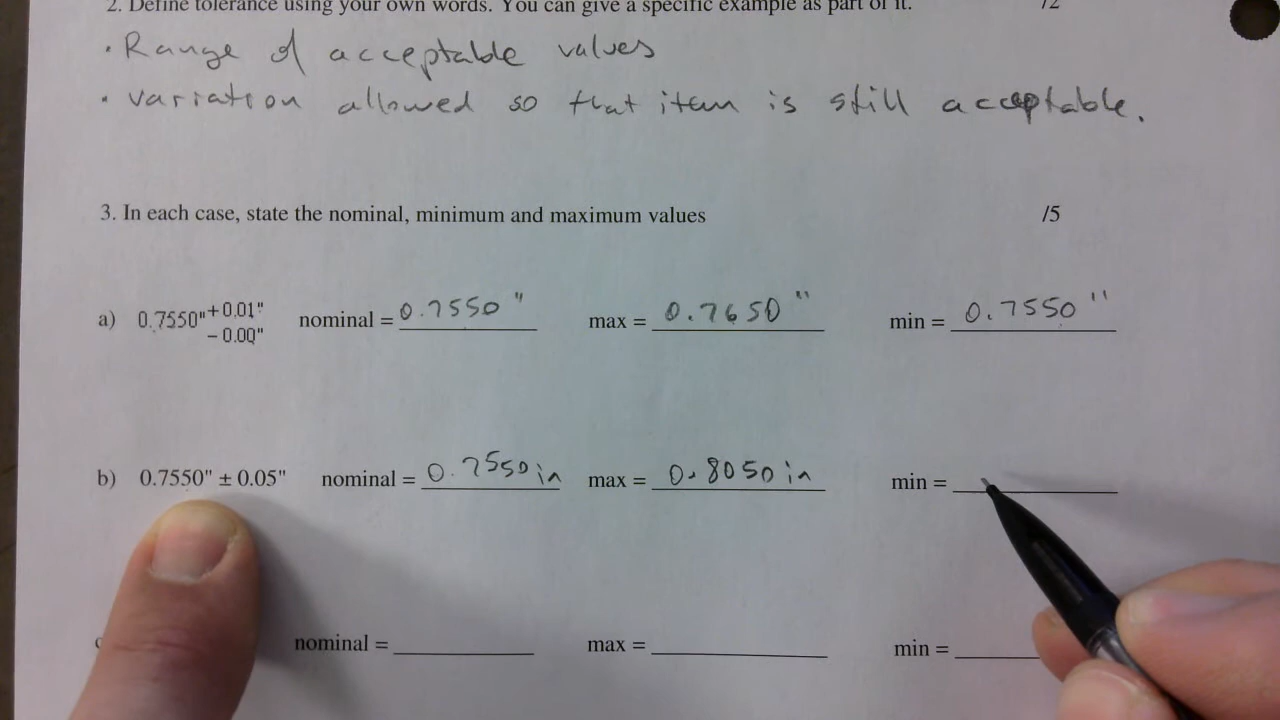 2. Define tolerance using your own words. You can give a specific example as part of it. /2
· Range of acceptable values
· variation allowed so that item is still acceptable.
3. In each case, state the nominal, minimum and maximum values /5
a) 0.7550" +0.01" nominal = 0.7550" max = 0.7650" min = 0.7550"
- 0.00"
b) 0.7550" ± 0.05" nominal = 0.7550 in max = 0.8050 in min =
nominal = max = min =